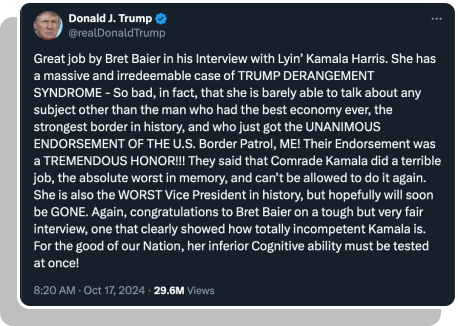 Donald J. Trump
@realDonaldTrump
Great job by Bret Baier in his Interview with Lyin' Kamala Harris. She has
a massive and irredeemable case of TRUMP DERANGEMENT
SYNDROME - So bad, in fact, that she is barely able to talk about any
subject other than the man who had the best economy ever, the
strongest border in history, and who just got the UNANIMOUS
ENDORSEMENT OF THE U.S. Border Patrol, ME! Their Endorsement was
a TREMENDOUS HONOR!!! They said that Comrade Kamala did a terrible
job, the absolute worst in memory, and can't be allowed to do it again.
She is also the WORST Vice President in history, but hopefully will soon
be GONE. Again, congratulations to Bret Baier on a tough but very fair
interview, one that clearly showed how totally incompetent Kamala is.
For the good of our Nation, her inferior Cognitive ability must be tested
at once!
8:20 AM · Oct 17, 2024 · 29.6M Views